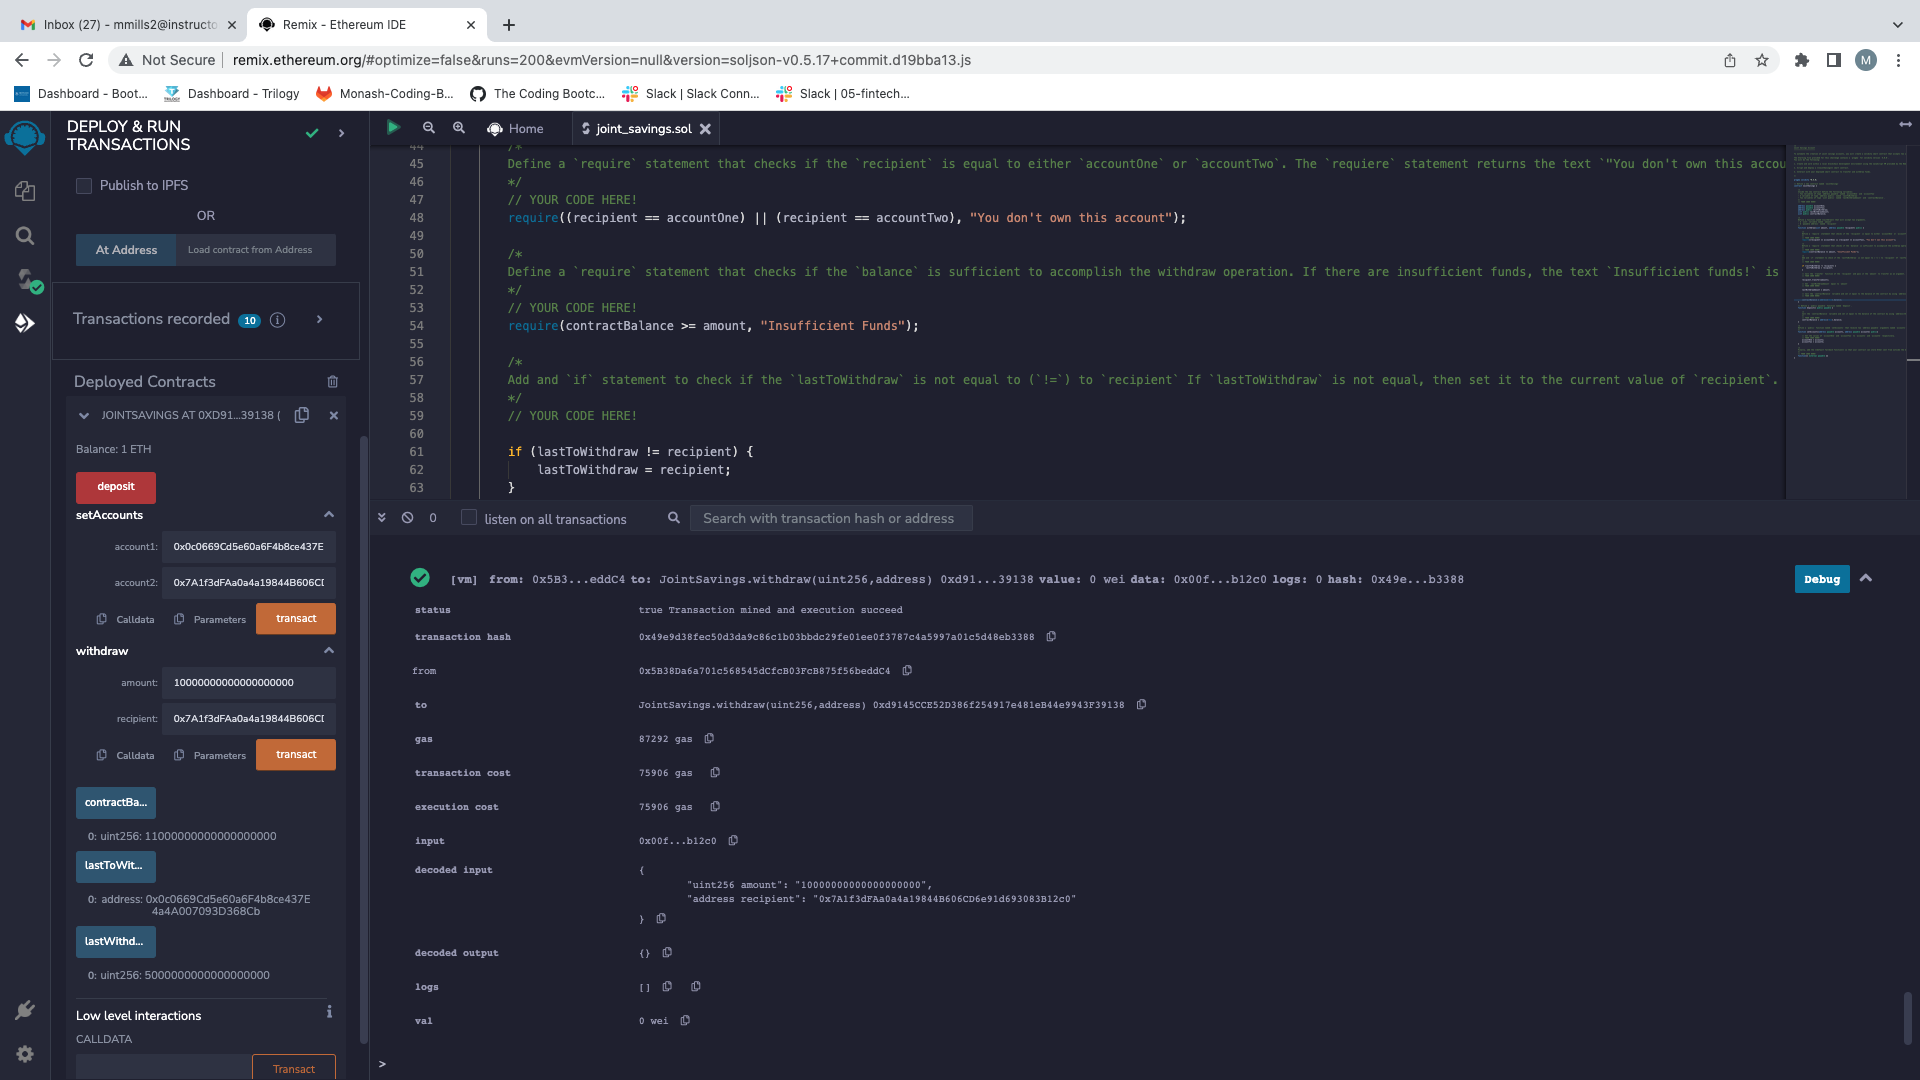 Inbox (27) - mmills2@instructo
Remix - Ethereum IDE
Not Secure
remix.ethereum.org/#optimize=false&runs=200&evmVersion=null&version=soljson-v0.5.17+commit.d19bba13.js
M
Dashboard - Boot...
Dashboard - Trilogy
Monash-Coding-B...
The Coding Bootc...
Slack | Slack Conn...
Slack | 05-fintech...
DEPLOY & RUN
TRANSACTIONS
Publish to IPFS
OR
At Address
Load contract from Address
Transactions recorded 10 i
Deployed Contracts
JOINTSAVINGS AT 0XD91...39138 (
Balance: 1 ETH
deposit
setAccounts
account1: 0x0c0669Cd5e60a6F4b8ce437E
account2: 0x7A1f3dFAa0a4a19844B606CD
Calldata
Parameters
transact
withdraw
amount: 10000000000000000000
recipient: 0x7A1f3dFAa0a4a19844B606CD
Calldata
Parameters
transact
contractBa...
0: uint256: 11000000000000000000
lastToWit...
0: address: 0x0c0669Cd5e60a6F4b8ce437E
4a4A007093D368Cb
lastWithd...
0: uint256: 5000000000000000000
Low level interactions
i
CALLDATA
Transact
Home
joint_savings.sol
44 /*
45 Define a `require` statement that checks if the `recipient` is equal to either `accountOne` or `accountTwo`. The `requiere` statement returns the text `"You don't own this accou
46 */
47 // YOUR CODE HERE!
48 require((recipient == accountOne) || (recipient == accountTwo), "You don't own this account");
49
50 /*
51 Define a `require` statement that checks if the `balance` is sufficient to accomplish the withdraw operation. If there are insufficient funds, the text `Insufficient funds!` is
52 */
53 // YOUR CODE HERE!
54 require(contractBalance >= amount, "Insufficient Funds");
55
56 /*
57 Add and `if` statement to check if the `lastToWithdraw` is not equal to (`!=`) to `recipient` If `lastToWithdraw` is not equal, then set it to the current value of `recipient`.
58 */
59 // YOUR CODE HERE!
60
61 if (lastToWithdraw != recipient) {
62 lastToWithdraw = recipient;
63 }
0
listen on all transactions
Search with transaction hash or address
[vm] from: 0x5B3...eddC4 to: JointSavings.withdraw(uint256,address) 0xd91...39138 value: 0 wei data: 0x00f...b12c0 logs: 0 hash: 0x49e...b3388
Debug
status true Transaction mined and execution succeed
transaction hash 0x49e9d38fec50d3da9c86c1b03bbdc29fe01ee0f3787c4a5997a01c5d48eb3388
from 0x5B38Da6a701c568545dCfcB03FcB875f56beddC4
to JointSavings.withdraw(uint256,address) 0xd9145CCE52D386f254917e481eB44e9943F39138
gas 87292 gas
transaction cost 75906 gas
execution cost 75906 gas
input 0x00f...b12c0
decoded input {
"uint256 amount": "10000000000000000000",
"address recipient": "0x7A1f3dFAa0a4a19844B606CD6e91d693083B12c0"
}
decoded output {}
logs []
val 0 wei
>